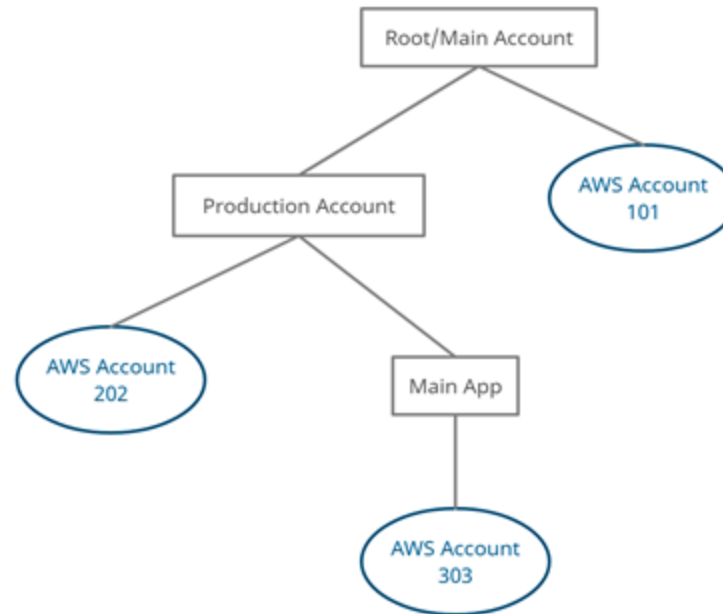 Root/Main Account
AWS Account
101
Production Account
AWS Account
202
Main App
AWS Account
303